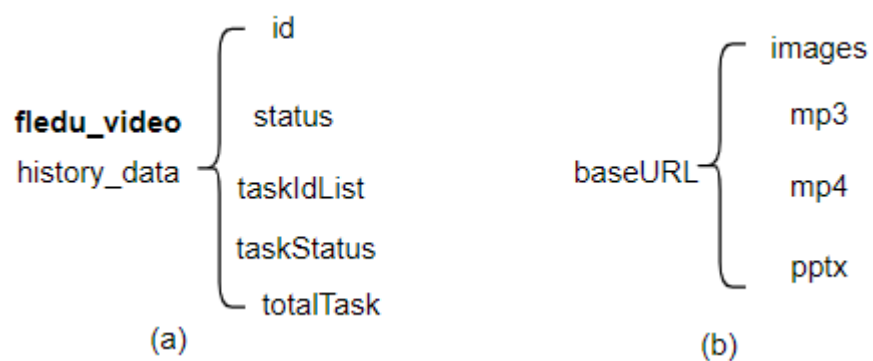 fledu_video
history_data
id
status
taskIdList
taskStatus
totalTask
(a)
baseURL
images
mp3
mp4
pptx
(b)